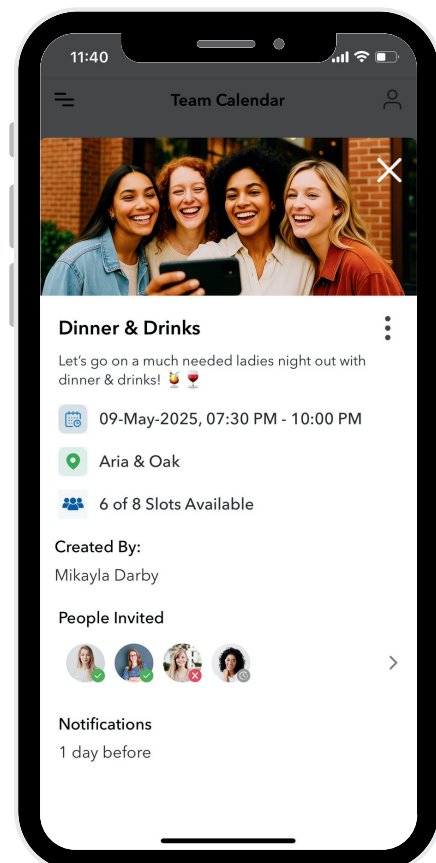 11:40
Team Calendar
Dinner & Drinks
Let's go on a much needed ladies night out with
dinner & drinks! 🍹🍷
09-May-2025, 07:30 PM - 10:00 PM
Aria & Oak
6 of 8 Slots Available
Created By:
Mikayla Darby
People Invited
Notifications
1 day before